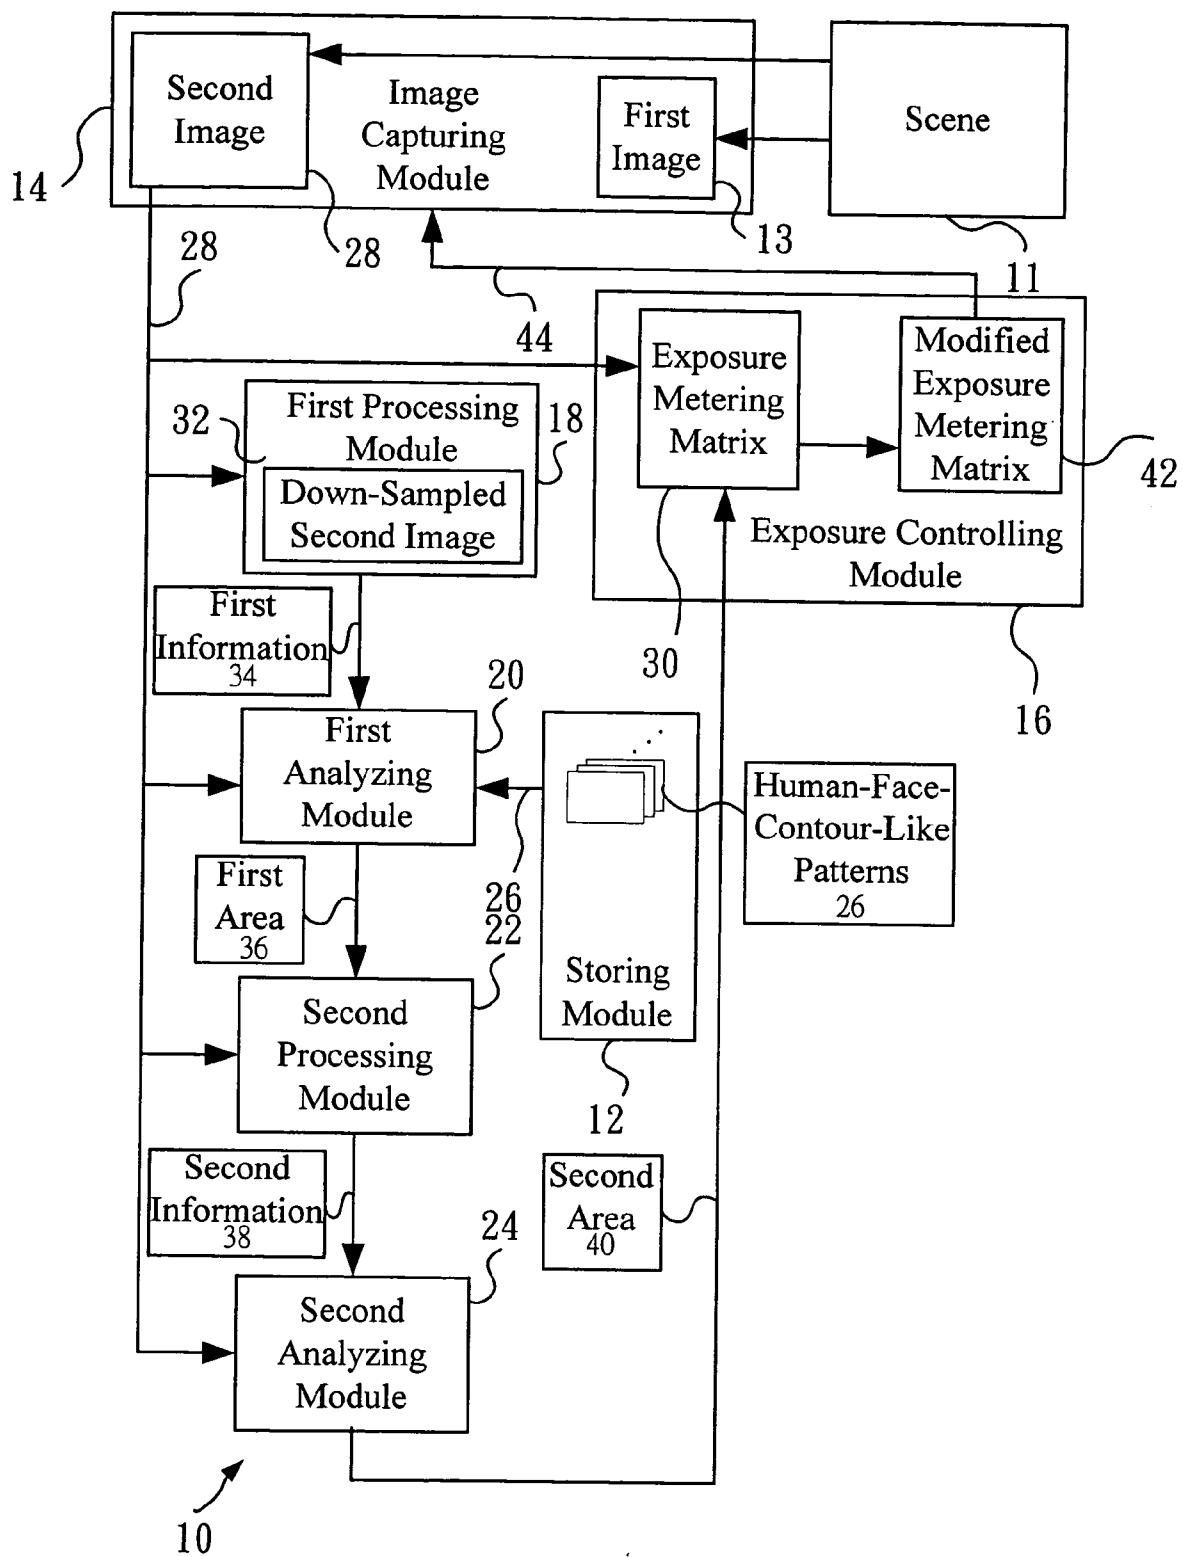 Second
Image
Image
Capturing
Module
First
Image
Scene
14
28
28
13
11
44
Exposure
Metering
Matrix
Modified
Exposure
Metering
Matrix
42
First Processing
Module
32
18
Down-Sampled
Second Image
Exposure Controlling
Module
30
16
First
Information
34
20
First
Analyzing
Module
26
Human-Face-
Contour-Like
Patterns
26
First
Area
36
22
Storing
Module
12
Second
Processing
Module
Second
Information
38
Second
Area
40
24
Second
Analyzing
Module
10